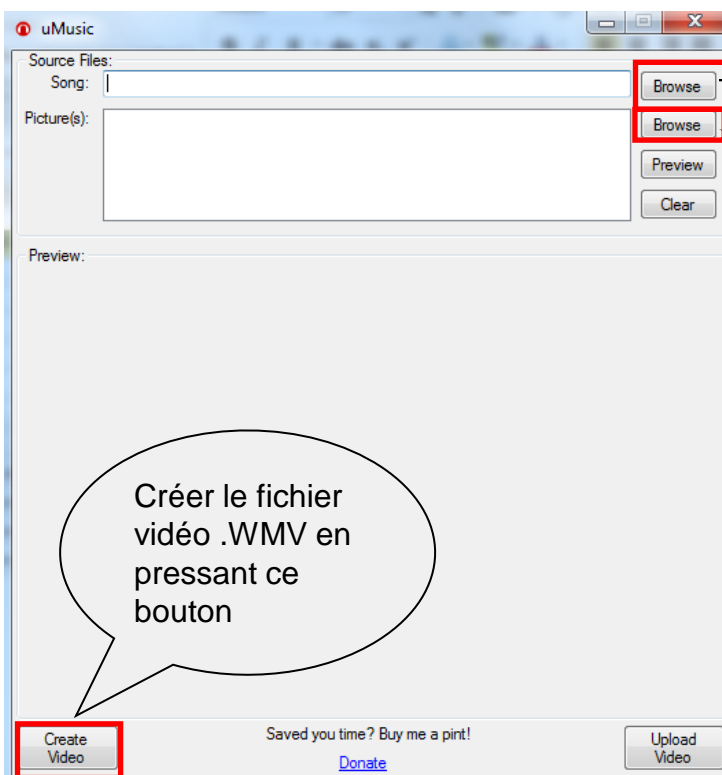 uMusic
Source Files:
Song:
Browse
Picture(s):
Browse
Preview
Clear
Preview:
Créer le fichier
vidéo .WMV en
pressant ce
bouton
Create
Video
Saved you time? Buy me a pint!
Donate
Upload
Video